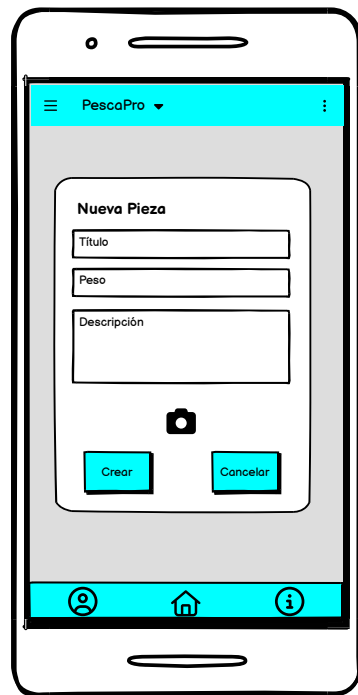 PescaPro
Nueva Pieza
Título
Peso
Descripción
Crear
Cancelar